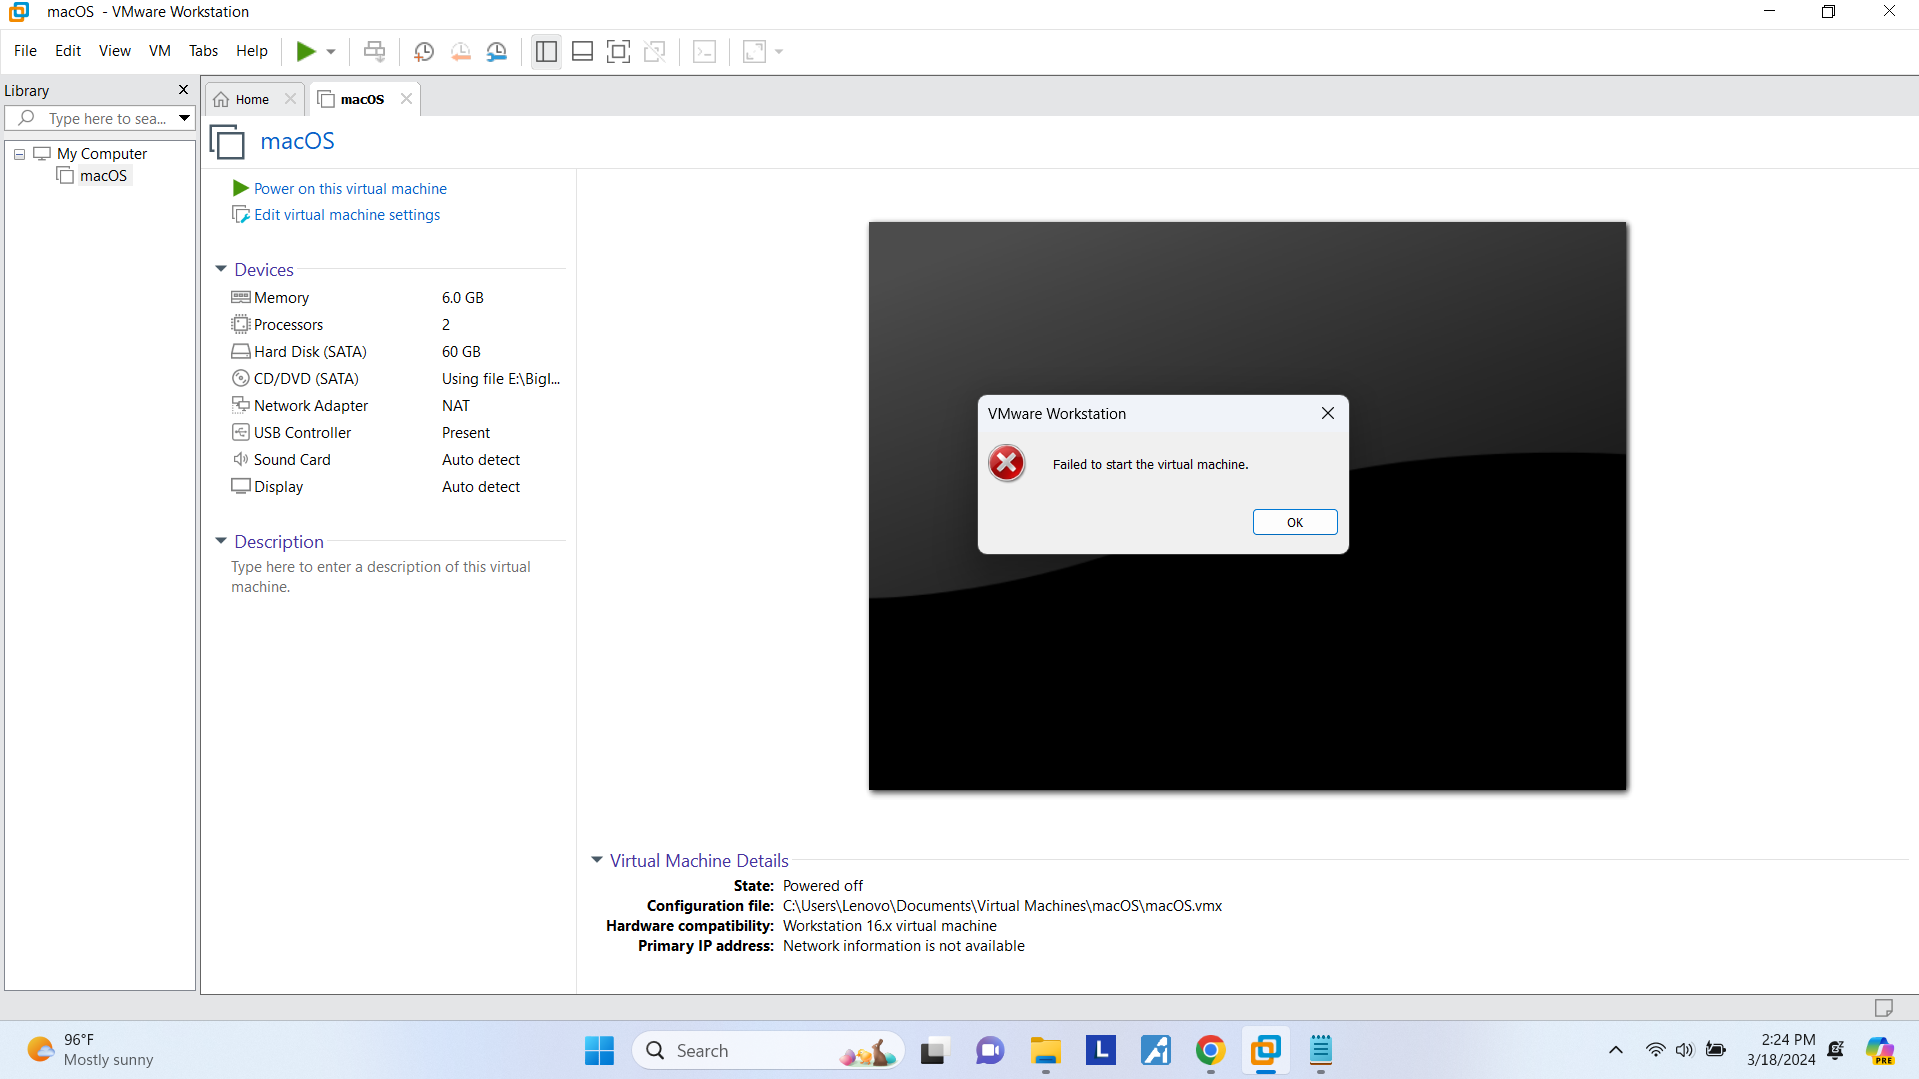 macOS - VMware Workstation
File Edit View VM Tabs Help
Library
Home
macOS
Type here to sea...
macOS
My Computer
macOS
Power on this virtual machine
Edit virtual machine settings
Devices
Memory 6.0 GB
Processors 2
Hard Disk (SATA) 60 GB
CD/DVD (SATA) Using file E:\BigI...
Network Adapter NAT
USB Controller Present
Sound Card Auto detect
Display Auto detect
Description
Type here to enter a description of this virtual
machine.
VMware Workstation
Failed to start the virtual machine.
OK
Virtual Machine Details
State: Powered off
Configuration file: C:\Users\Lenovo\Documents\Virtual Machines\macOS\macOS.vmx
Hardware compatibility: Workstation 16.x virtual machine
Primary IP address: Network information is not available
96°F
Mostly sunny
Search
L
2:24 PM
3/18/2024
PRE